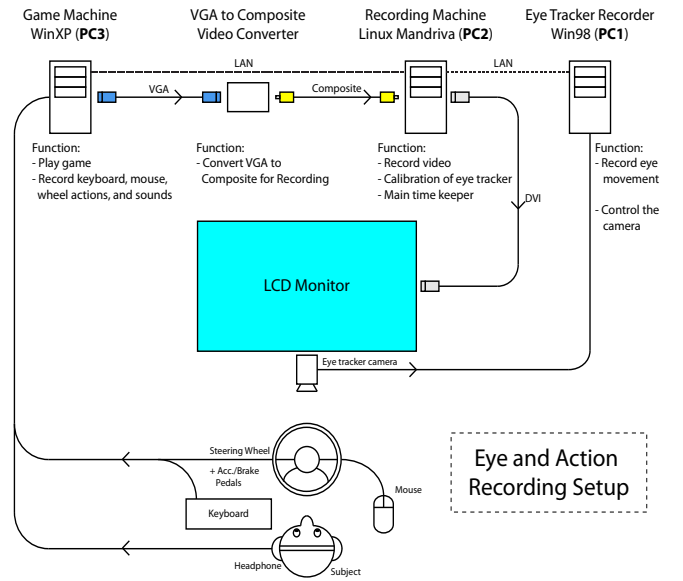 Game Machine
WinXP (PC3)
VGA to Composite
Video Converter
Recording Machine
Linux Mandriva (PC2)
Eye Tracker Recorder
Win98 (PC1)
LAN
LAN
VGA
Composite
Function:
- Play game
- Record keyboard, mouse,
wheel actions, and sounds
Function:
- Convert VGA to
Composite for Recording
Function:
- Record video
- Calibration of eye tracker
- Main time keeper
Function:
- Record eye
movement
- Control the
camera
DVI
LCD Monitor
Eye tracker camera
Steering Wheel
+ Acc./Brake
Pedals
Keyboard
Mouse
Headphone
Subject
Eye and Action
Recording Setup